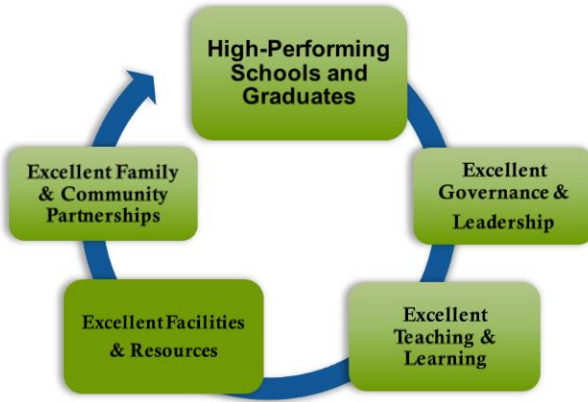 High-Performing
Schools and
Graduates
Excellent
Governance &
Leadership
Excellent
Teaching &
Learning
Excellent Facilities
& Resources
Excellent Family
& Community
Partnerships